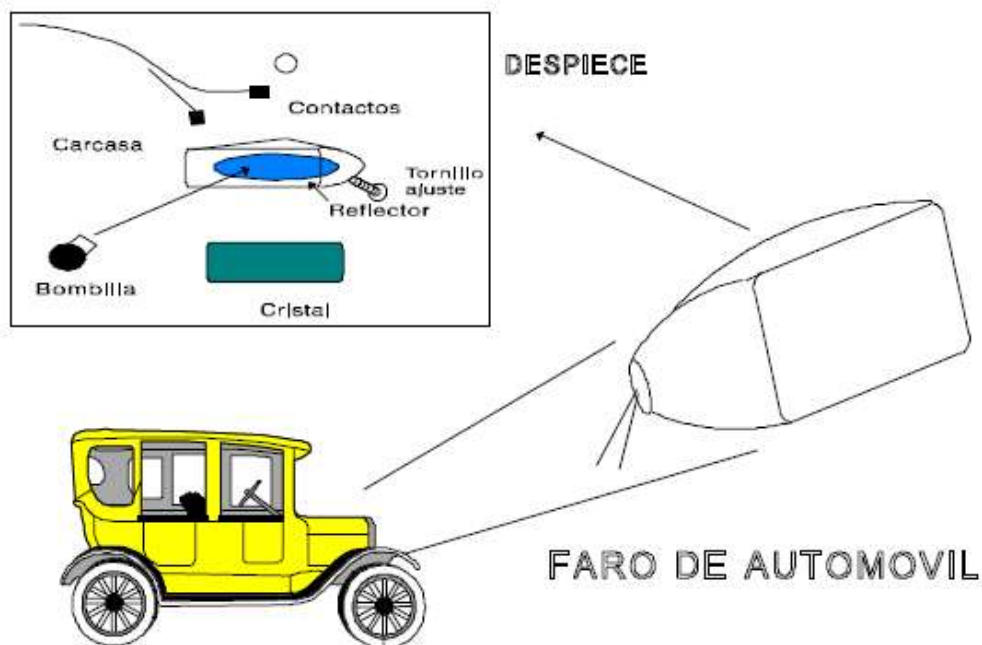 DESPIECE
Contactos
Carcasa
Tornillo
ajuste
Reflector
Bombilla
Cristal
FARO DE AUTOMOVIL